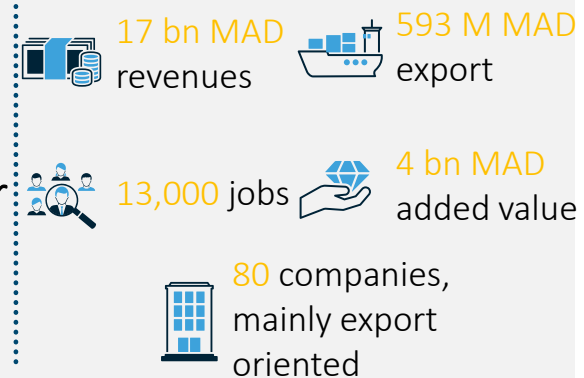 17 bn MAD
revenues
593 M MAD
export
r
13,000 jobs
4 bn MAD
added value
80 companies,
mainly export
oriented